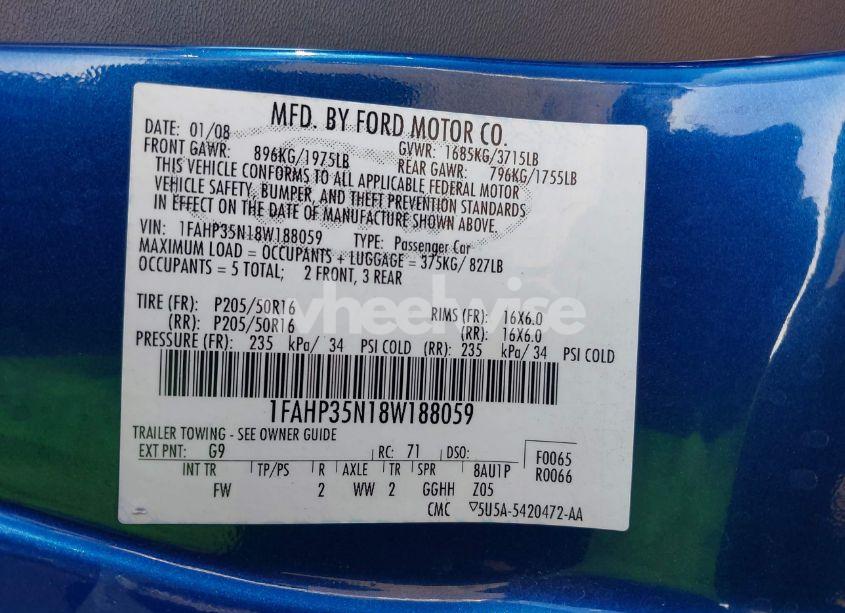 MFD. BY FORD MOTOR CO.
DATE: 01/08 GVWR: 1685KG/3715LB
FRONT GAWR: 896KG/1975LB REAR GAWR: 796KG/1755LB
THIS VEHICLE CONFORMS TO ALL APPLICABLE FEDERAL MOTOR
VEHICLE SAFETY, BUMPER, AND THEFT PREVENTION STANDARDS
IN EFFECT ON THE DATE OF MANUFACTURE SHOWN ABOVE.
VIN: 1FAHP35N18W188059 TYPE: Passenger Car
MAXIMUM LOAD = OCCUPANTS + LUGGAGE = 375KG/ 827LB
OCCUPANTS = 5 TOTAL; 2 FRONT, 3 REAR
TIRE (FR): P205/50R16 RIMS (FR): 16X6.0
(RR): P205/50R16 (RR): 16X6.0
PRESSURE (FR): 235 kPa/ 34 PSI COLD (RR): 235 kPa/ 34 PSI COLD
wheelwise
1FAHP35N18W188059
TRAILER TOWING - SEE OWNER GUIDE
EXT PNT: G9 RC: 71 DSO: F0065
INT TR TP/PS R AXLE TR SPR 8AU1P R0066
FW 2 WW 2 GGHH Z05
CMC ▽5U5A-5420472-AA